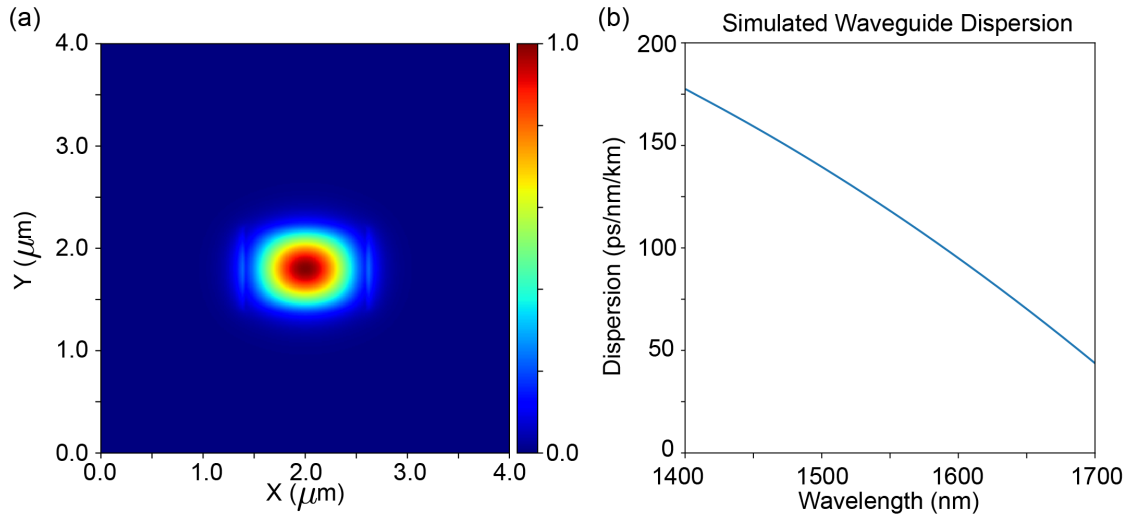 (a)
4.0
3.0
2.0
1.0
0.0
Y (μm)
0.0 1.0 2.0 3.0 4.0
X (μm)
1.0
0.0
(b)
Simulated Waveguide Dispersion
200
150
100
50
0
Dispersion (ps/nm/km)
1400 1500 1600 1700
Wavelength (nm)